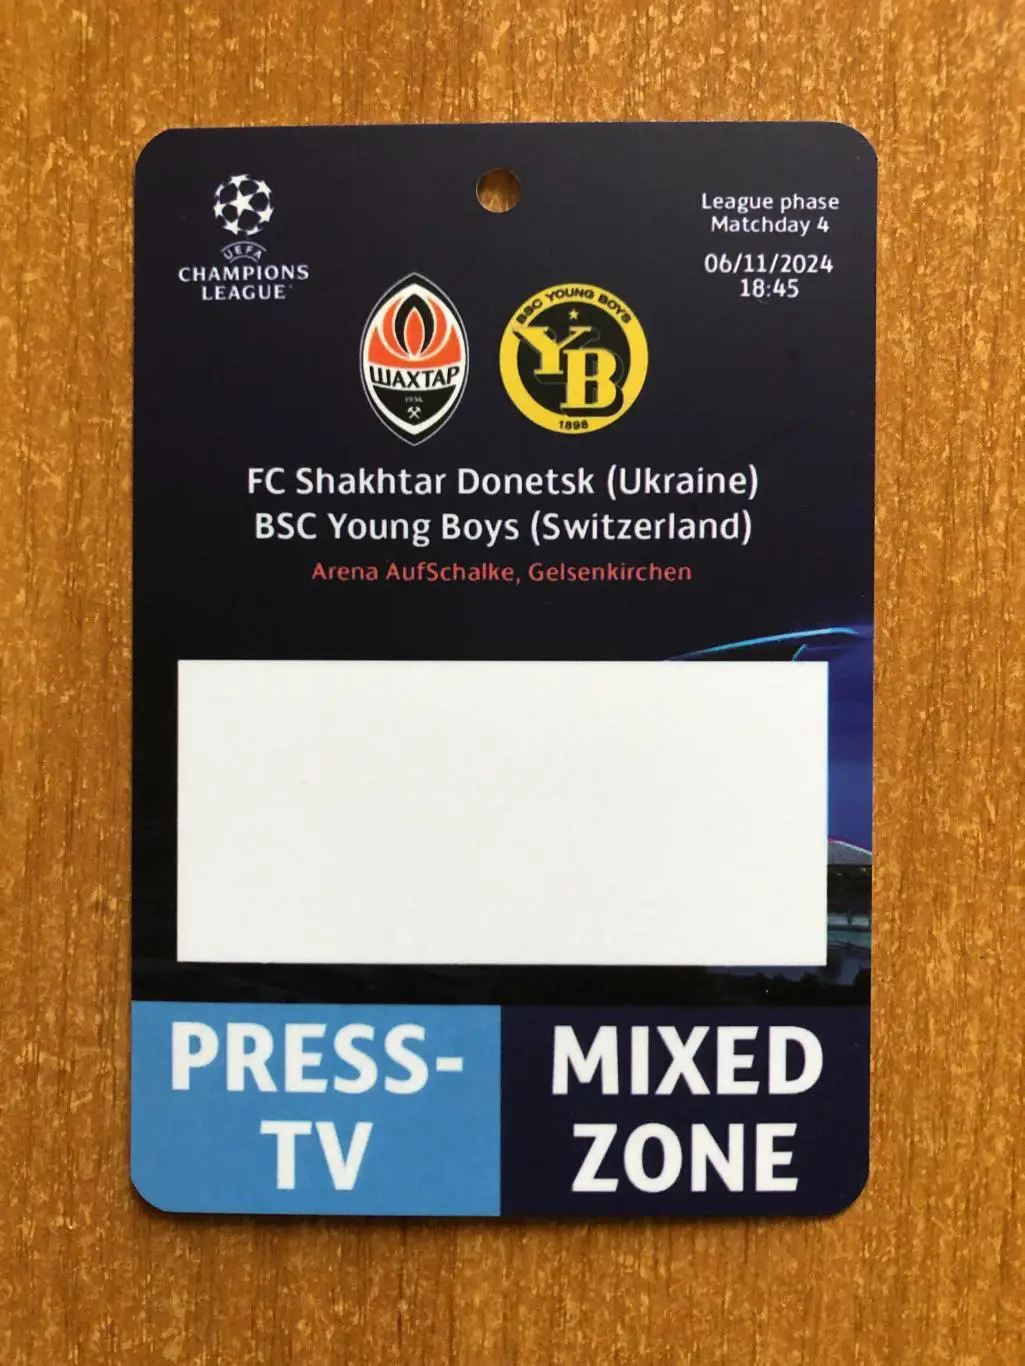 UEFA
CHAMPIONS
LEAGUE
League phase
Matchday 4
06/11/2024
18:45
ШАХТАР
1936
BSC YOUNG BOYS
YB
1898
FC Shakhtar Donetsk (Ukraine)
BSC Young Boys (Switzerland)
Arena AufSchalke, Gelsenkirchen
PRESS-
TV
MIXED
ZONE